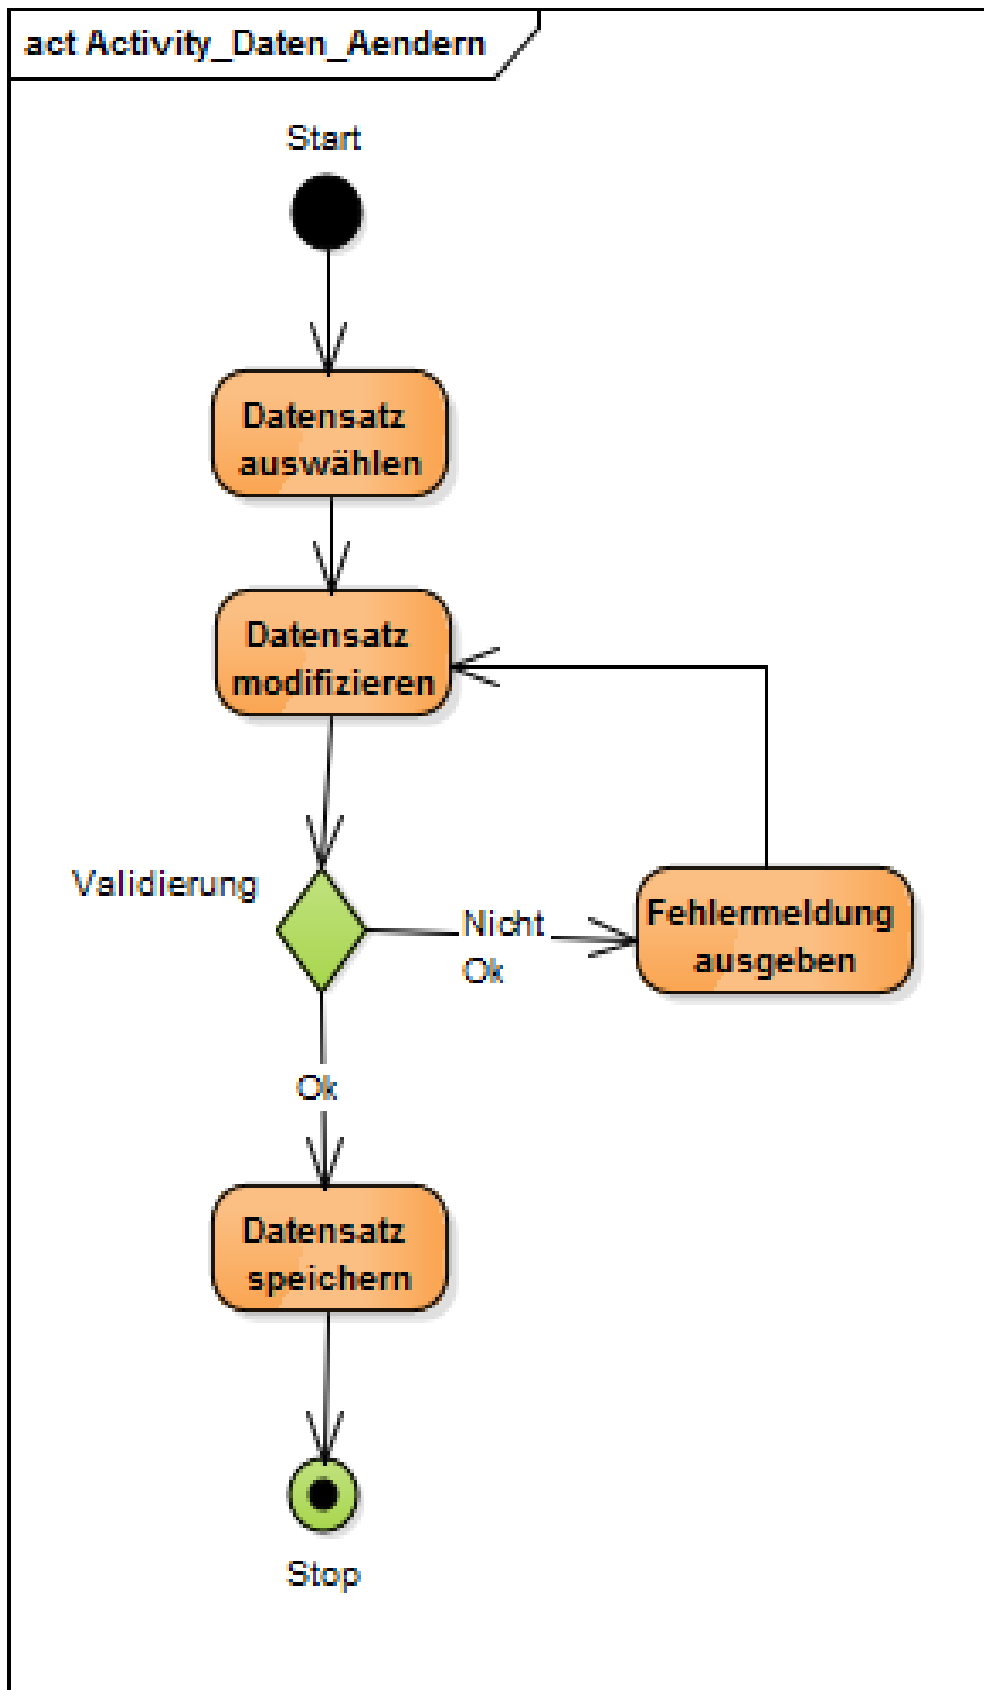 act Activity_Daten_Aendern
Start
Datensatz
auswählen
Datensatz
modifizieren
Validierung
Nicht
Ok
Fehlermeldung
ausgeben
Ok
Datensatz
speichern
Stop